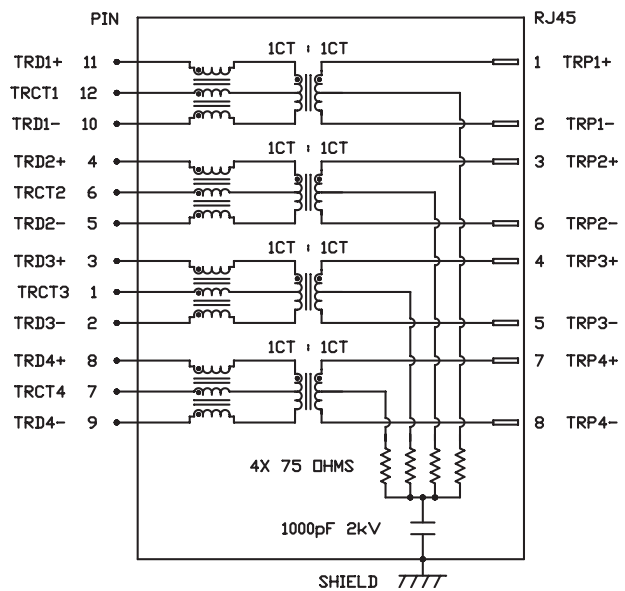 PIN RJ45
1CT : 1CT
TRD1+ 11 1 TRP1+
TRCT1 12
TRD1- 10 2 TRP1-
1CT : 1CT
TRD2+ 4 3 TRP2+
TRCT2 6
TRD2- 5 6 TRP2-
1CT : 1CT
TRD3+ 3 4 TRP3+
TRCT3 1
TRD3- 2 5 TRP3-
1CT : 1CT
TRD4+ 8 7 TRP4+
TRCT4 7
TRD4- 9 8 TRP4-
4X 75 OHMS
1000pF 2kV
SHIELD